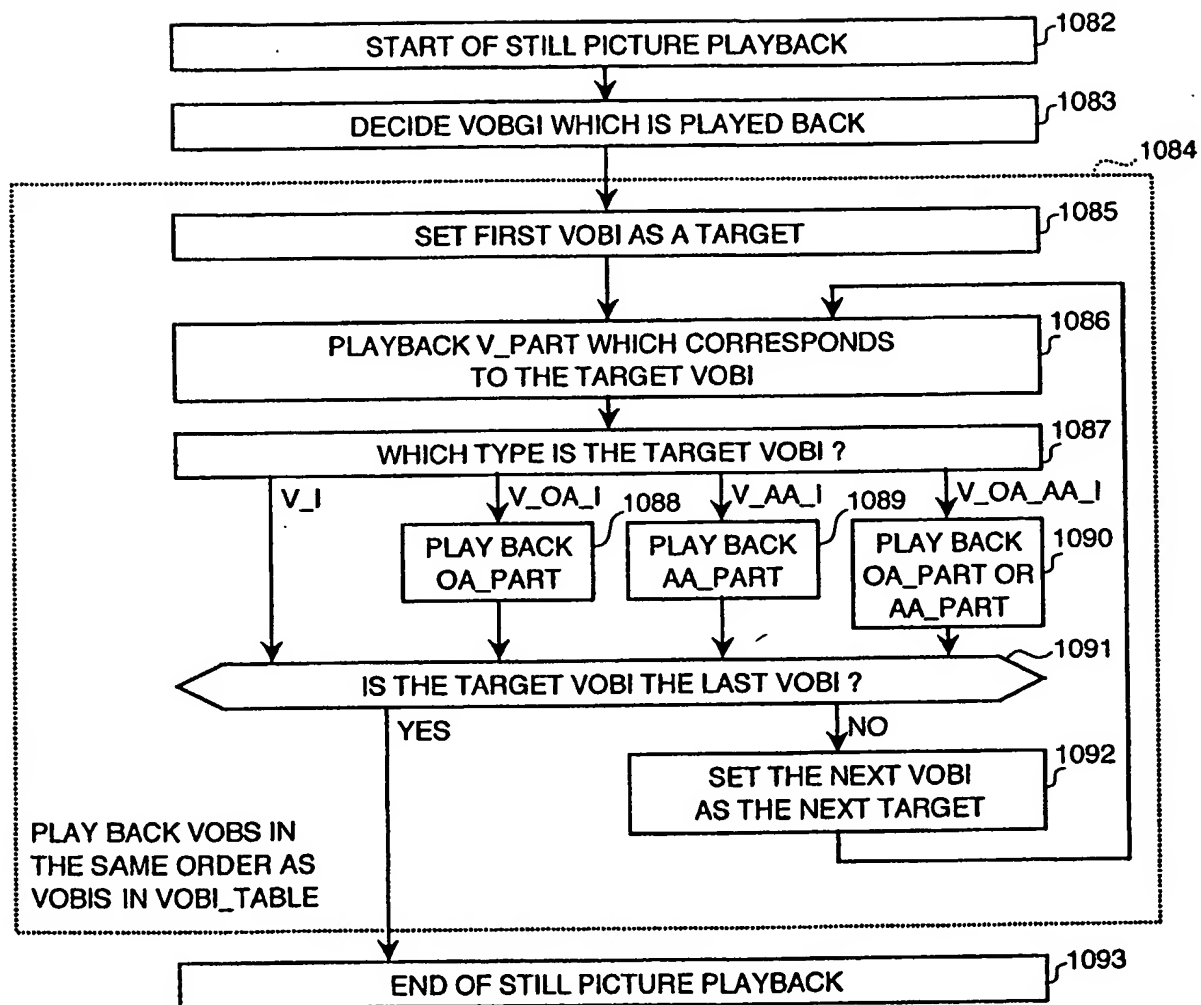 START OF STILL PICTURE PLAYBACK
1082
DECIDE VOBGI WHICH IS PLAYED BACK
1083
1084
SET FIRST VOBI AS A TARGET
1085
PLAYBACK V_PART WHICH CORRESPONDS
TO THE TARGET VOBI
1086
WHICH TYPE IS THE TARGET VOBI ?
1087
V_I
V_OA_I
1088
V_AA_I
1089
V_OA_AA_I
PLAY BACK
OA_PART
PLAY BACK
AA_PART
PLAY BACK
OA_PART OR
AA_PART
1090
IS THE TARGET VOBI THE LAST VOBI ?
1091
YES
NO
SET THE NEXT VOBI
AS THE NEXT TARGET
1092
PLAY BACK VOBS IN
THE SAME ORDER AS
VOBIS IN VOBI_TABLE
END OF STILL PICTURE PLAYBACK
1093